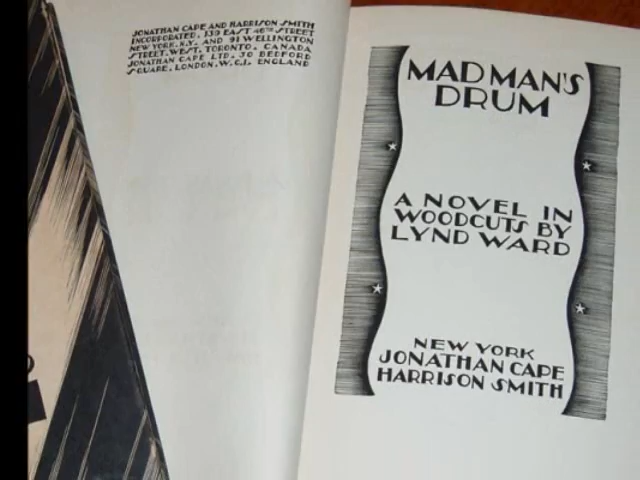 JONATHAN CAPE AND HARRISON SMITH
INCORPORATED, 139 EAST 46TH STREET
NEW YORK, N.Y. AND 91 WELLINGTON
STREET, WEST, TORONTO, CANADA
JONATHAN CAPE LTD. 30 BEDFORD
SQUARE, LONDON, W.C.1. ENGLAND
MADMAN'S
DRUM
A NOVEL IN
WOODCUTS BY
LYND WARD
NEW YORK
JONATHAN CAPE
HARRISON SMITH